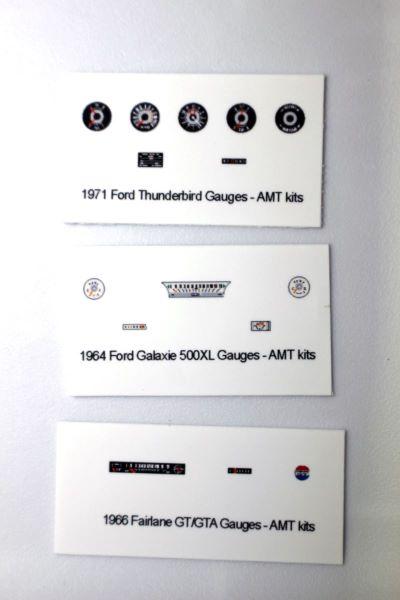 1971 Ford Thunderbird Gauges - AMT kits
1964 Ford Galaxie 500XL Gauges - AMT kits
1966 Fairlane GT/GTA Gauges - AMT kits